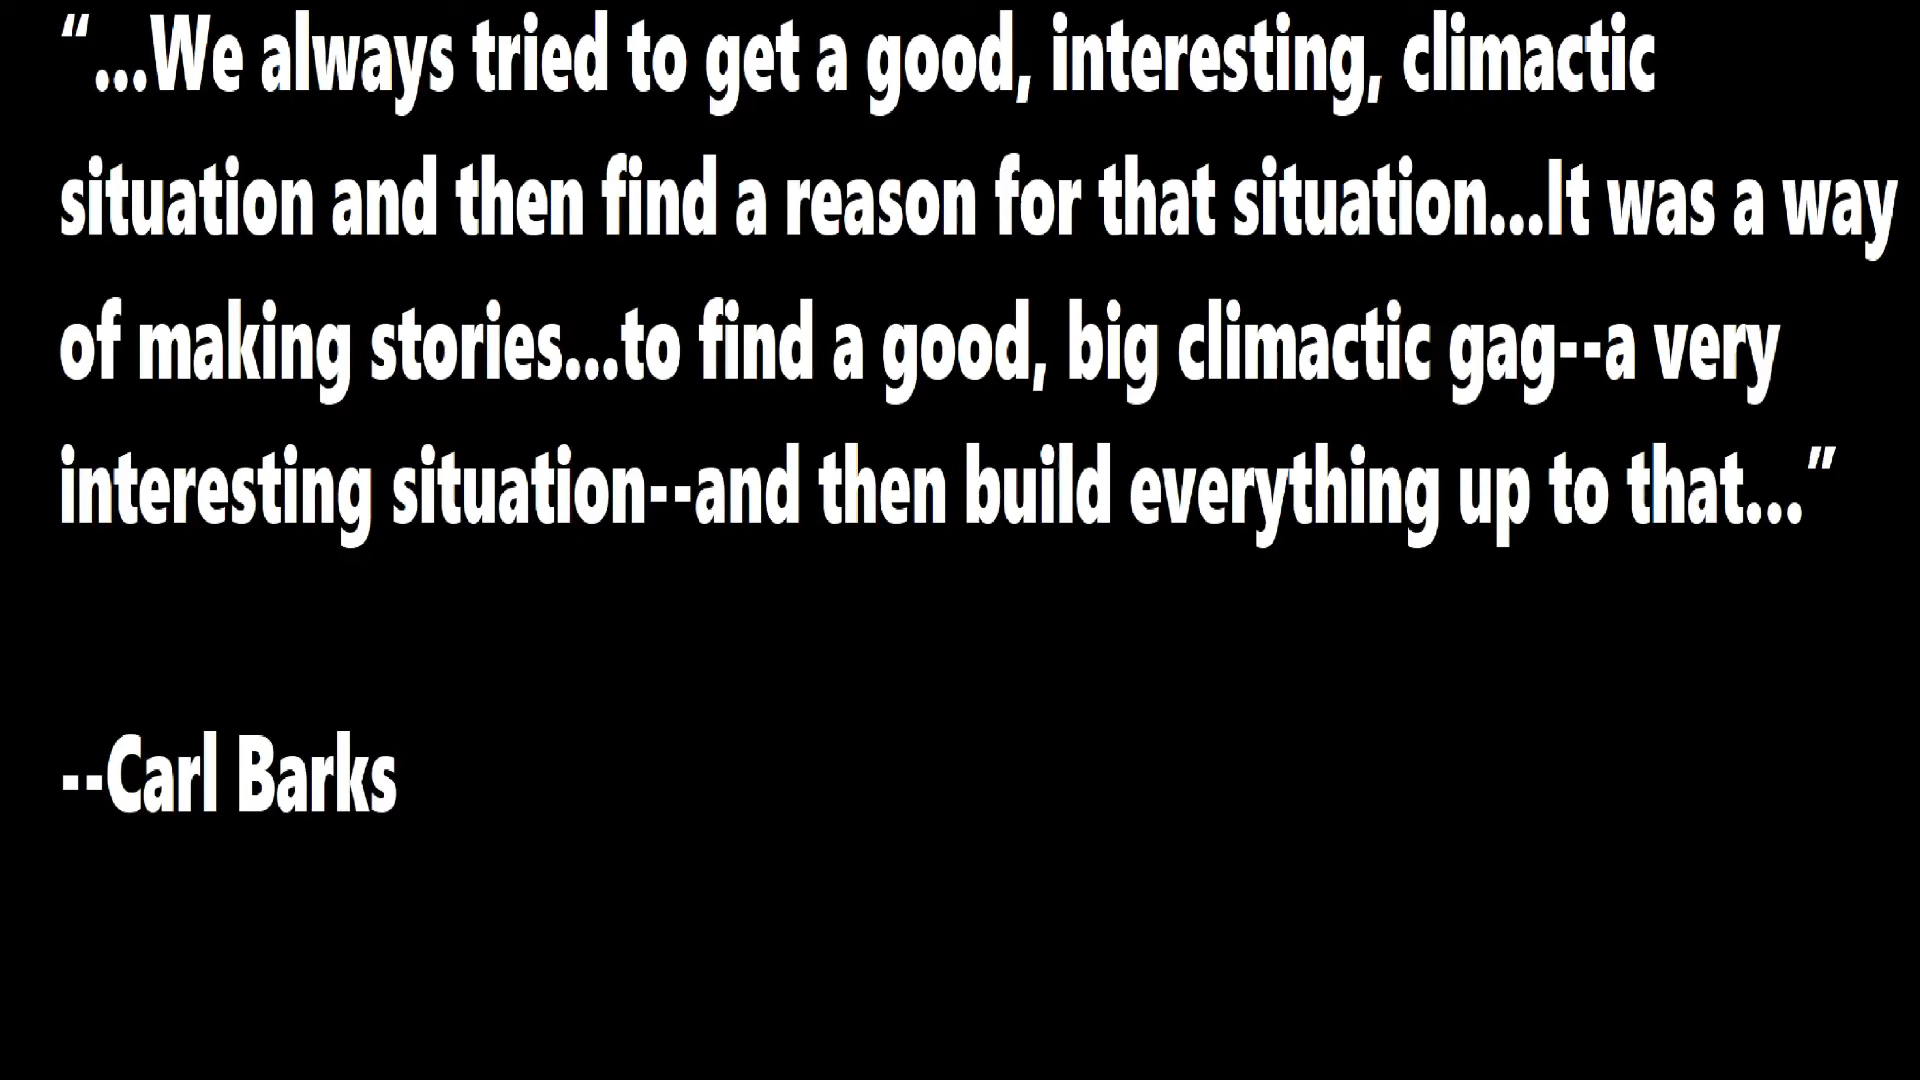 “...We always tried to get a good, interesting, climactic
situation and then find a reason for that situation...It was a way
of making stories...to find a good, big climactic gag--a very
interesting situation--and then build everything up to that...”
--Carl Barks